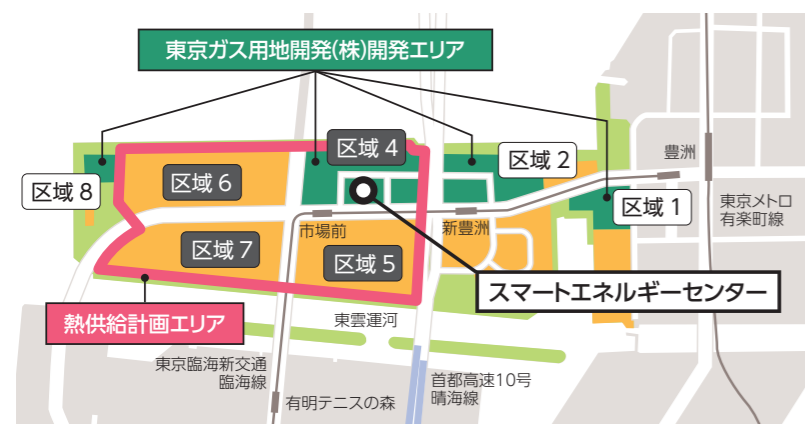 東京ガス用地開発(株)開発エリア
区域 4
区域 2
豊洲
区域 8
区域 6
区域 1
東京メトロ
有楽町線
市場前
新豊洲
区域 7
区域 5
スマートエネルギーセンター
熱供給計画エリア
東雲運河
東京臨海新交通
臨海線
首都高速10号
晴海線
有明テニスの森